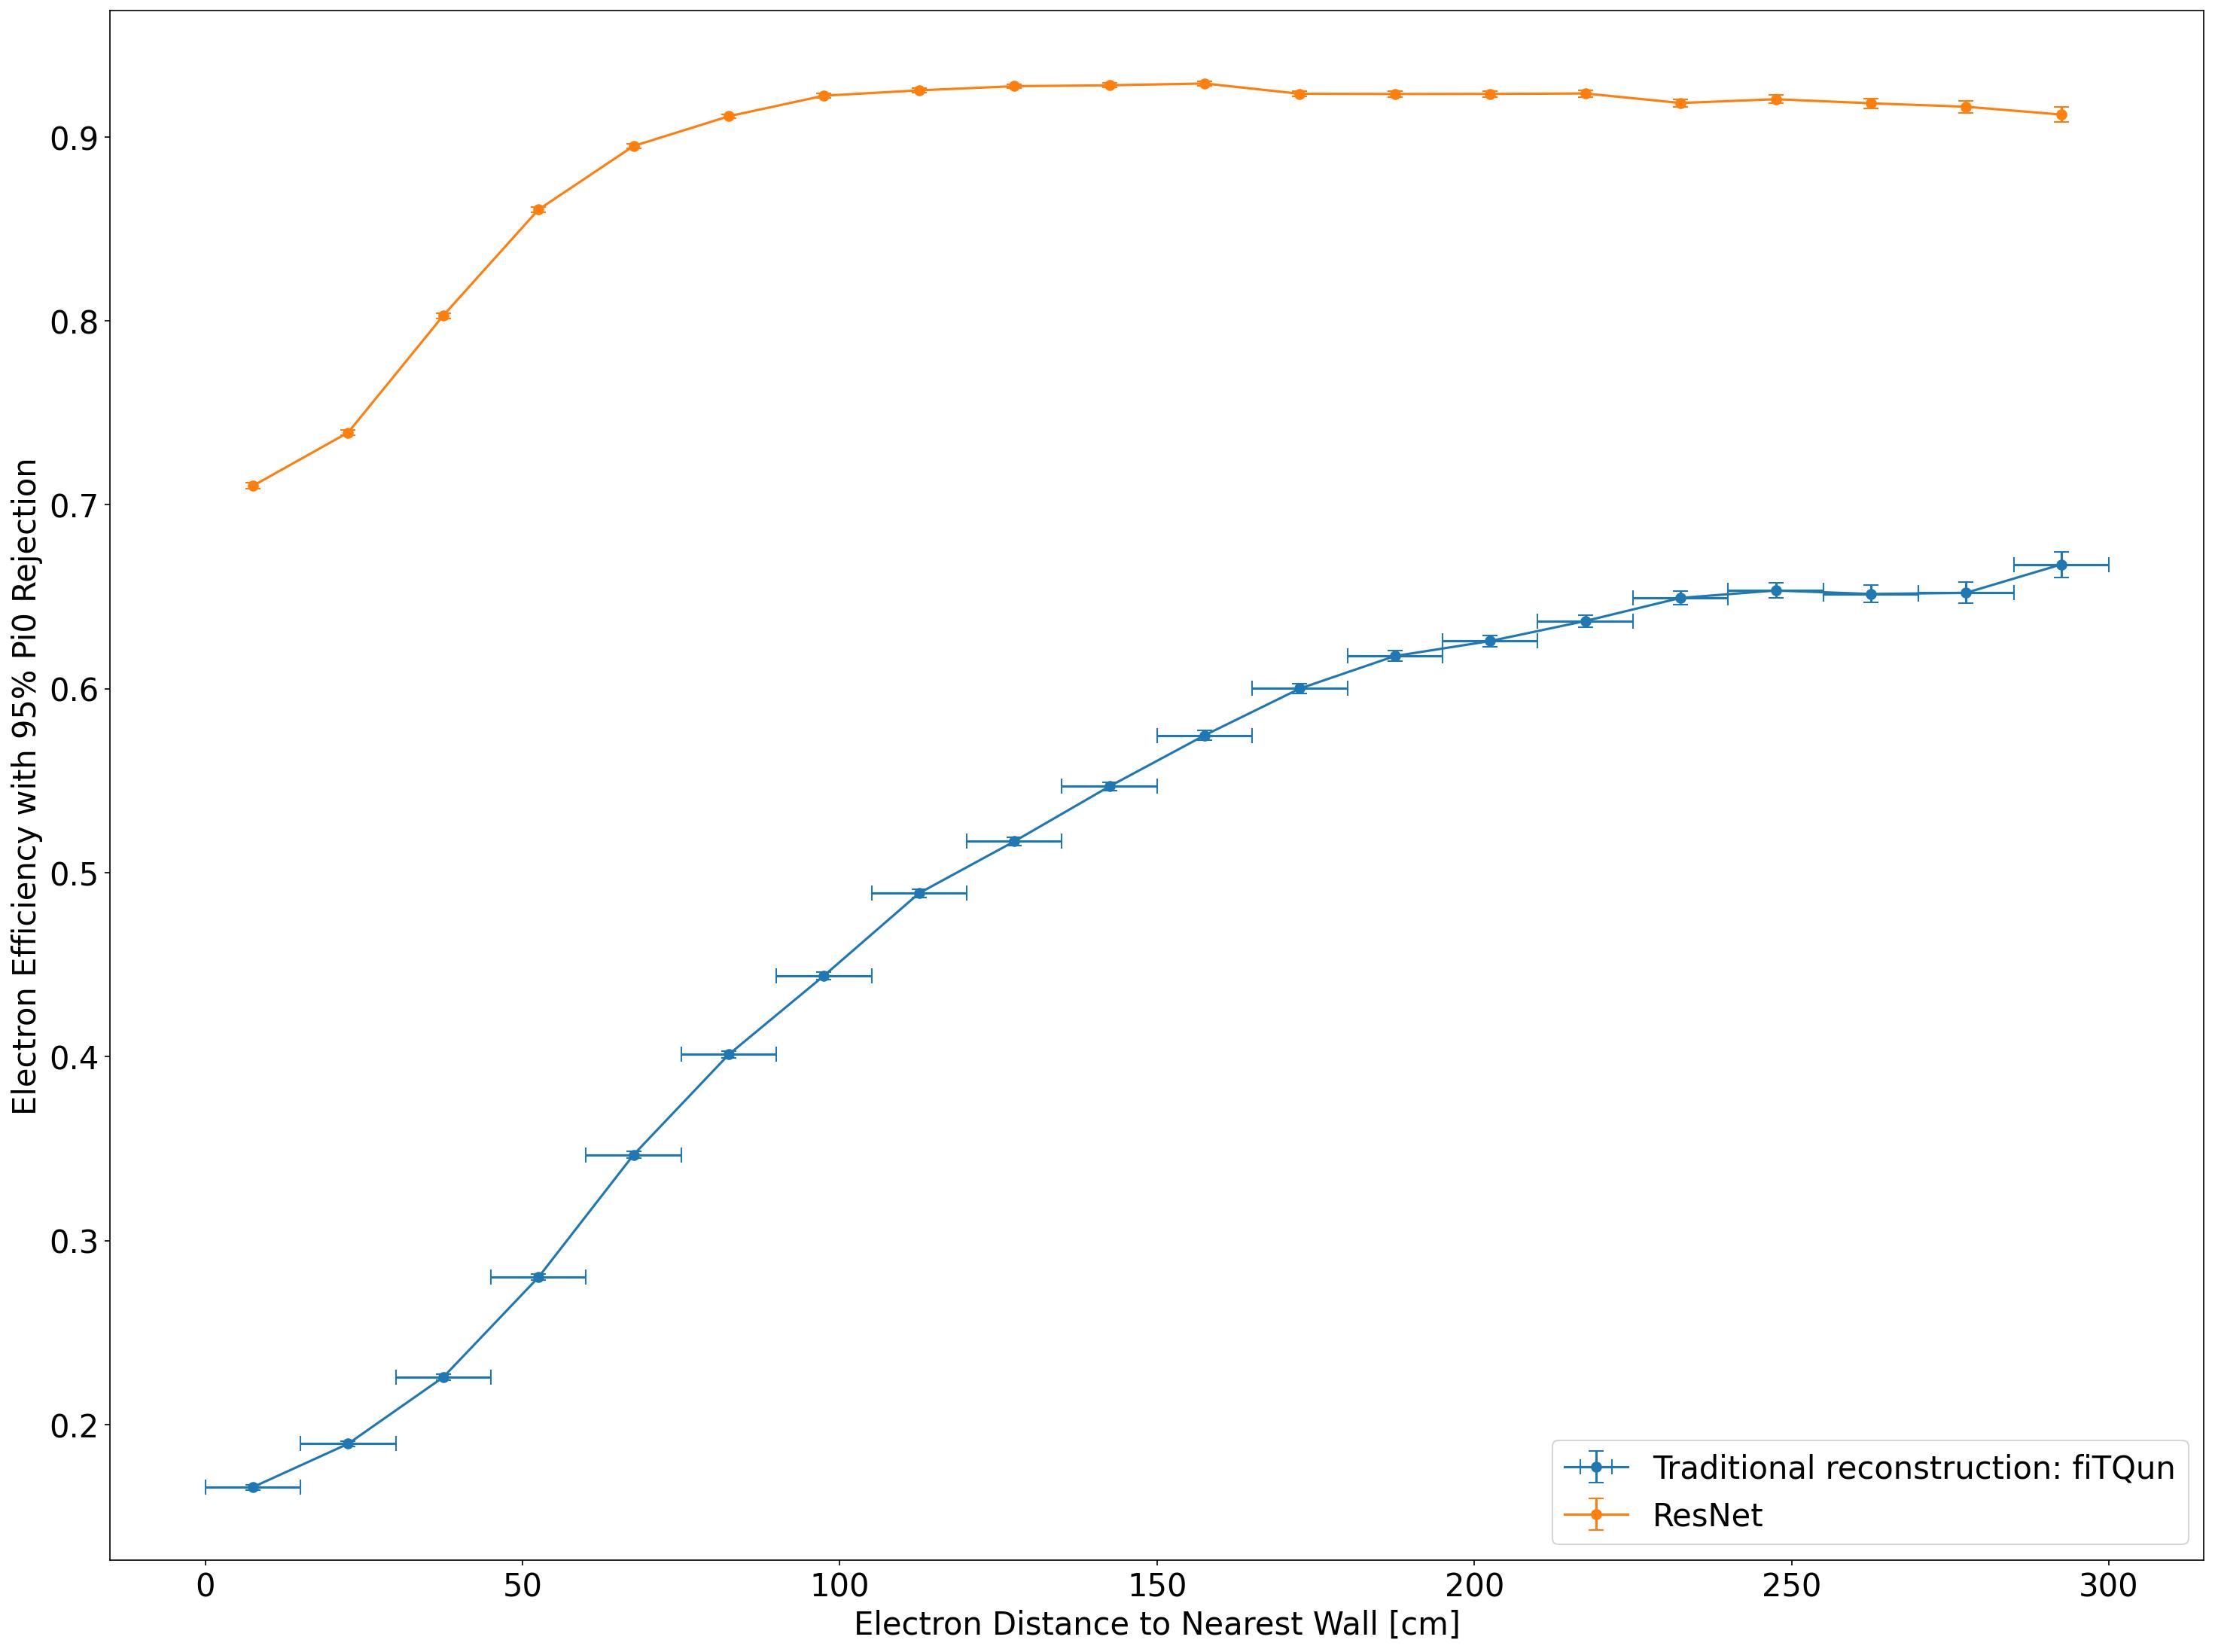 Electron Efficiency with 95% Pi0 Rejection
0.9
0.8
0.7
0.6
0.5
0.4
0.3
0.2
Traditional reconstruction: fiTQun
ResNet
0 50 100 150 200 250 300
Electron Distance to Nearest Wall [cm]